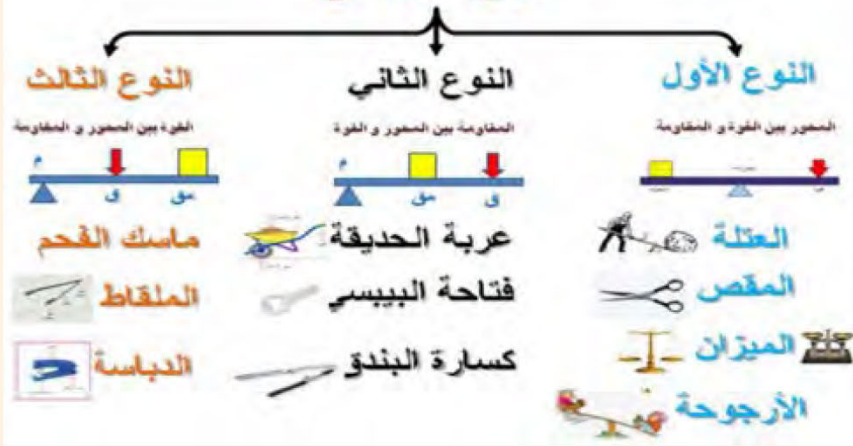 النوع الأول
النوع الثاني
النوع الثالث
المحور بين القوة و المقاومة
المقاومة بين المحور و القوة
القوة بين المحور و المقاومة
م
مق
ق
م
ق
مق
العتلة
المقص
الميزان
الأرجوحة
عربة الحديقة
فتاحة البيبسي
كسارة البندق
ماسك الفحم
الملقاط
الدباسة